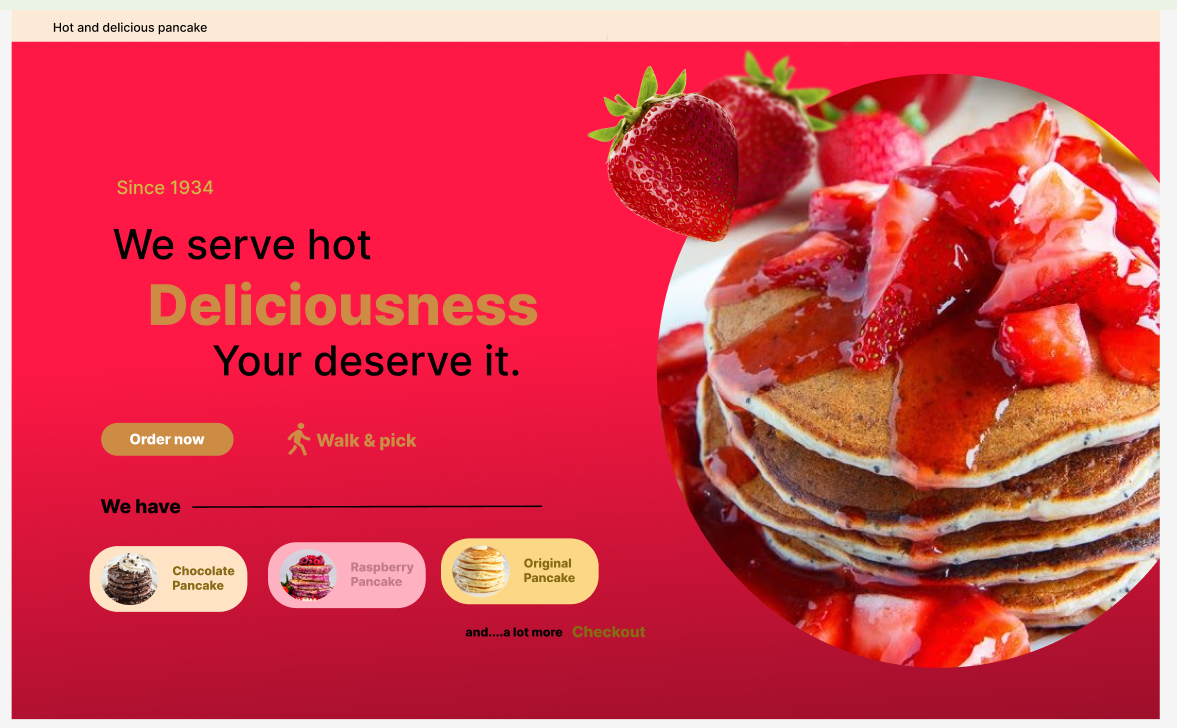 Hot and delicious pancake
Since 1934
We serve hot
Deliciousness
Your deserve it.
Order now
Walk & pick
We have
Chocolate
Pancake
Raspberry
Pancake
Original
Pancake
and....a lot more Checkout